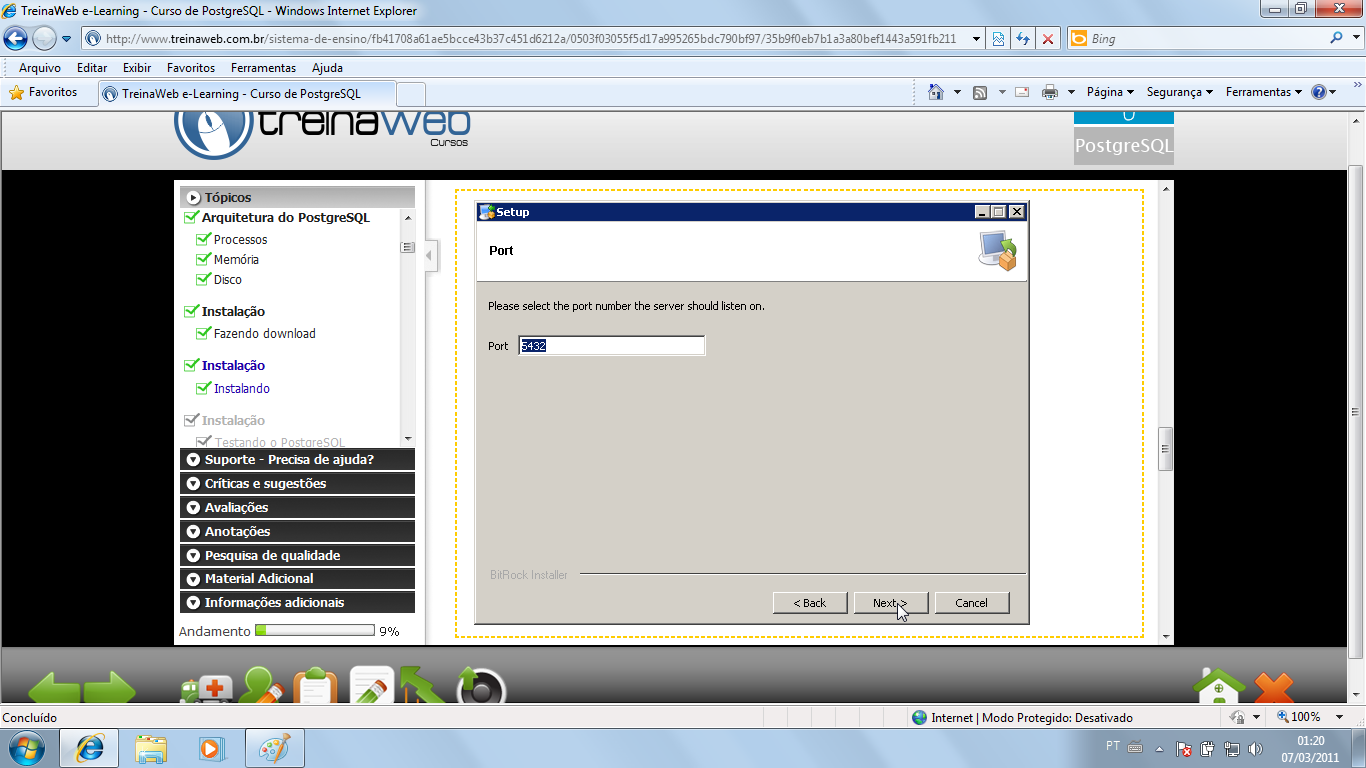 TreinaWeb e-Learning - Curso de PostgreSQL - Windows Internet Explorer
http://www.treinaweb.com.br/sistema-de-ensino/fb41708a61ae5bcce43b37c451d6212a/0503f03055f5d17a995265bdc790bf97/35b9f0eb7b1a3a80bef1443a591fb211
Bing
Arquivo Editar Exibir Favoritos Ferramentas Ajuda
Favoritos
TreinaWeb e-Learning - Curso de PostgreSQL
Página Segurança Ferramentas
treinaweb
Cursos
PostgreSQL
Tópicos
Arquitetura do PostgreSQL
Processos
Memória
Disco
Instalação
Fazendo download
Instalação
Instalando
Instalação
Testando o PostgreSQL
Suporte - Precisa de ajuda?
Críticas e sugestões
Avaliações
Anotações
Pesquisa de qualidade
Material Adicional
Informações adicionais
Andamento 9%
Setup
Port
Please select the port number the server should listen on.
Port 5432
BitRock Installer
< Back Next > Cancel
Concluído
Internet | Modo Protegido: Desativado
100%
PT
01:20
07/03/2011